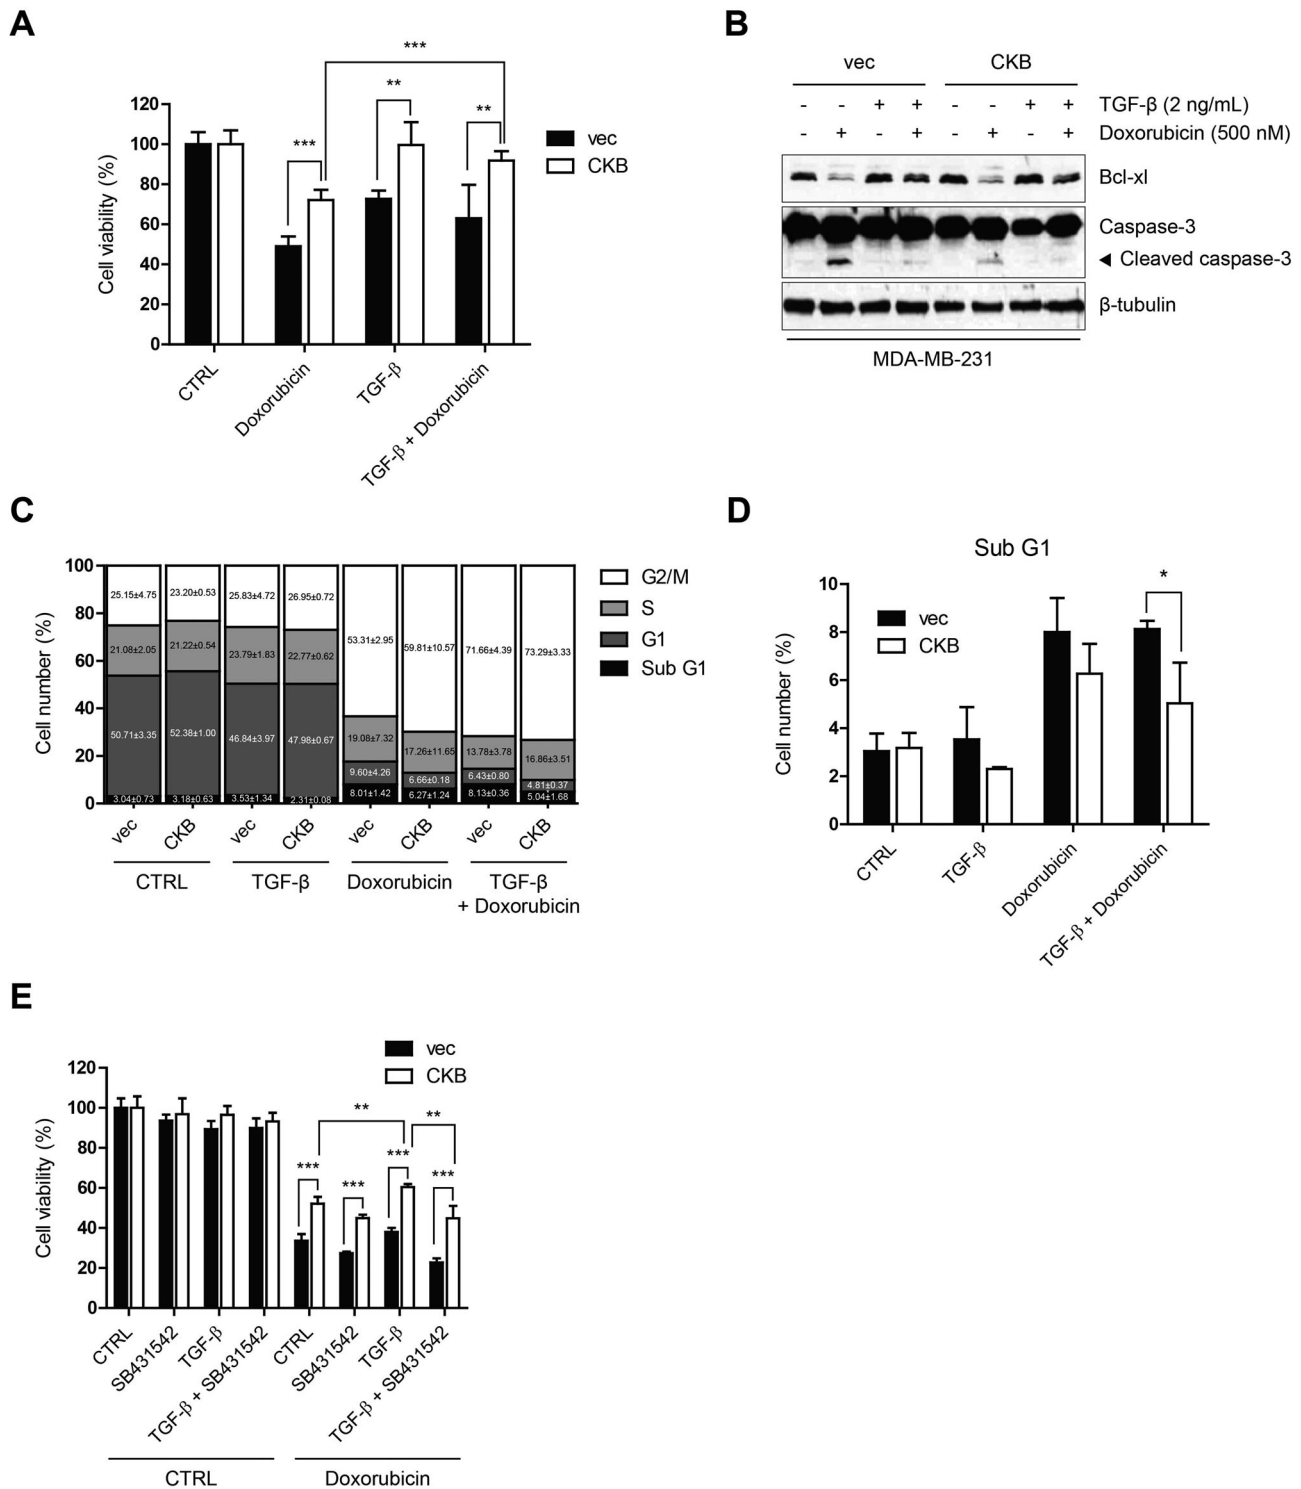 A
***
**
**
***
120
100
80
60
40
20
0
Cell viability (%)
vec
CKB
CTRL
Doxorubicin
TGF-β
TGF-β + Doxorubicin
B
vec CKB
- - + + - - + + TGF-β (2 ng/mL)
- + - + - + - + Doxorubicin (500 nM)
Bcl-xl
Caspase-3
◄ Cleaved caspase-3
β-tubulin
MDA-MB-231
C
100
80
60
40
20
0
Cell number (%)
25.15±4.75 23.20±0.53 25.83±4.72 26.95±0.72 53.31±2.95 59.81±10.57 71.66±4.39 73.29±3.33
21.08±2.05 21.22±0.54 23.79±1.83 22.77±0.62 19.08±7.32 17.26±11.65 13.78±3.78 16.86±3.51
50.71±3.35 52.38±1.00 46.84±3.97 47.98±0.67 9.60±4.26 6.66±0.18 6.43±0.80 4.81±0.37
3.04±0.73 3.18±0.63 3.53±1.34 2.31±0.08 8.01±1.42 6.27±1.24 8.13±0.36 5.04±1.68
G2/M
S
G1
Sub G1
vec CKB vec CKB vec CKB vec CKB
CTRL TGF-β Doxorubicin TGF-β
+ Doxorubicin
D
Sub G1
10
8
6
4
2
0
Cell number (%)
vec
CKB
*
CTRL
TGF-β
Doxorubicin
TGF-β + Doxorubicin
E
vec
CKB
120
100
80
60
40
20
0
Cell viability (%)
** **
*** *** *** ***
CTRL
SB431542
TGF-β
TGF-β + SB431542
CTRL
SB431542
TGF-β
TGF-β + SB431542
CTRL Doxorubicin